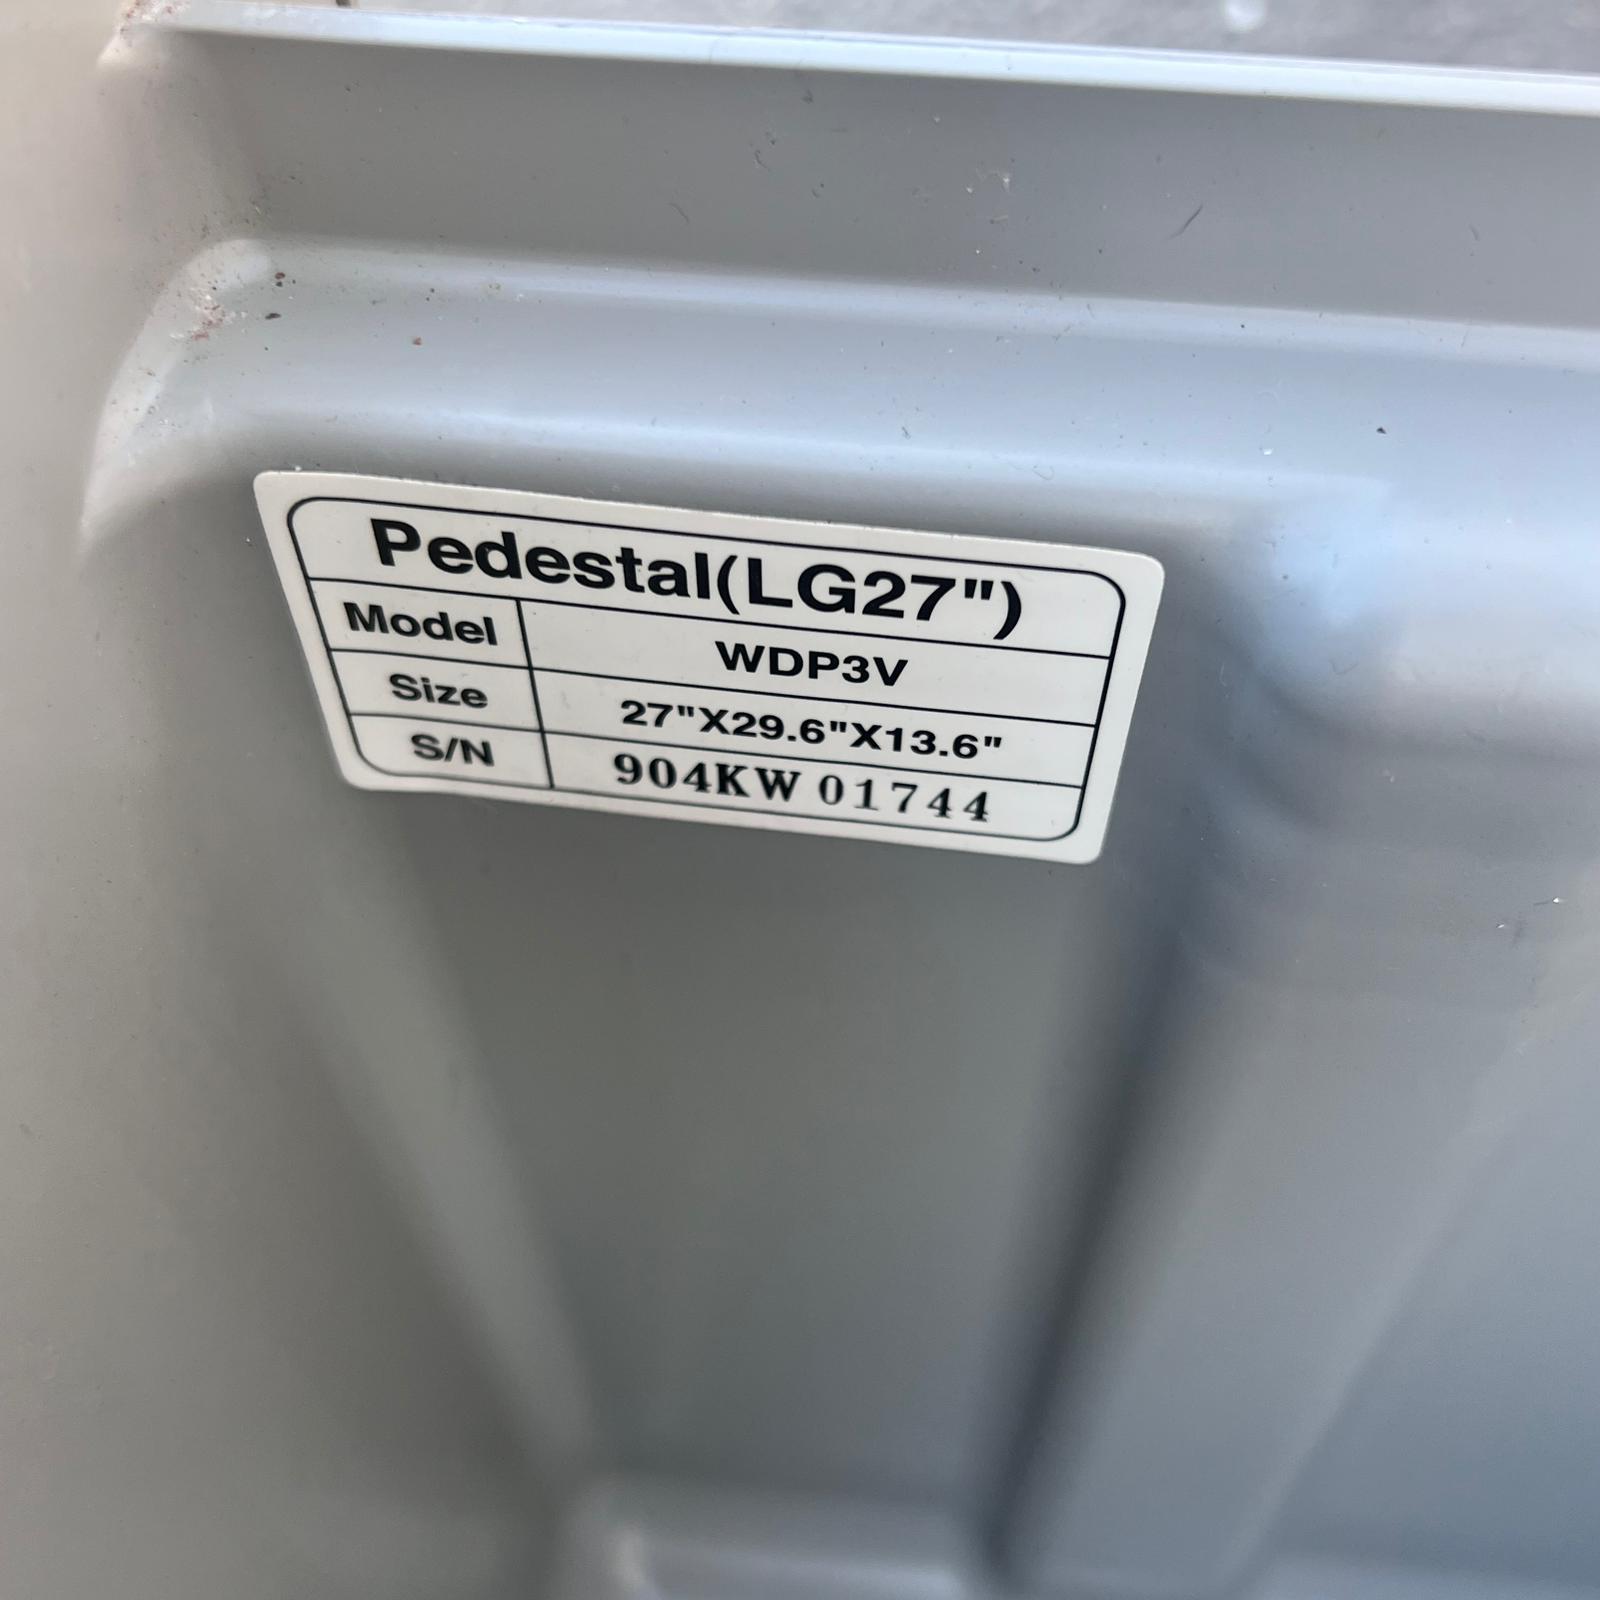 Pedestal(LG27")
Model WDP3V
Size 27"X29.6"X13.6"
S/N 904KW 01744